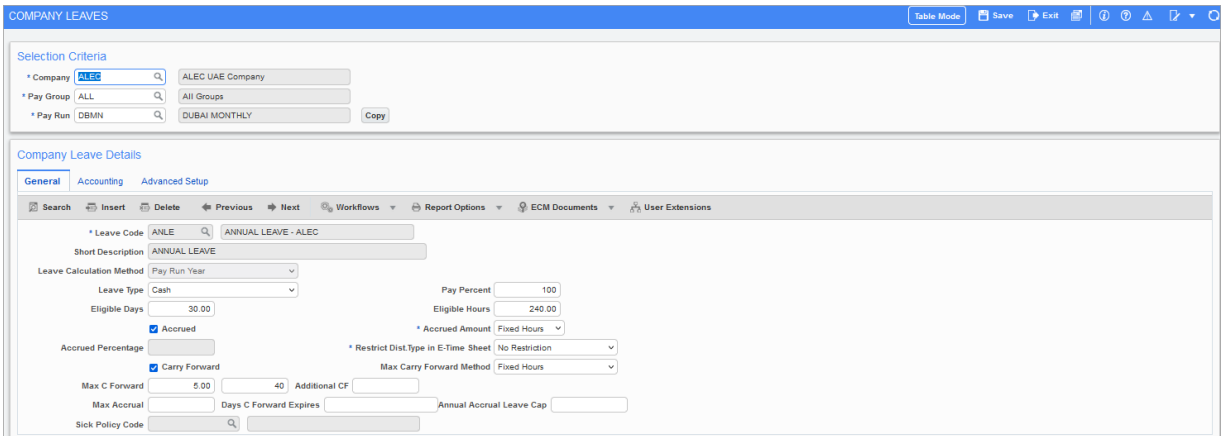 COMPANY LEAVES Table Mode Save Exit
Selection Criteria
* Company ALEC ALEC UAE Company
* Pay Group ALL All Groups
* Pay Run DBMN DUBAI MONTHLY Copy
Company Leave Details
General Accounting Advanced Setup
Search Insert Delete Previous Next Workflows Report Options ECM Documents User Extensions
* Leave Code ANLE ANNUAL LEAVE - ALEC
Short Description ANNUAL LEAVE
Leave Calculation Method Pay Run Year
Leave Type Cash Pay Percent 100
Eligible Days 30.00 Eligible Hours 240.00
Accrued * Accrued Amount Fixed Hours
Accrued Percentage * Restrict Dist.Type in E-Time Sheet No Restriction
Carry Forward Max Carry Forward Method Fixed Hours
Max C Forward 5.00 40 Additional CF
Max Accrual Days C Forward Expires Annual Accrual Leave Cap
Sick Policy Code